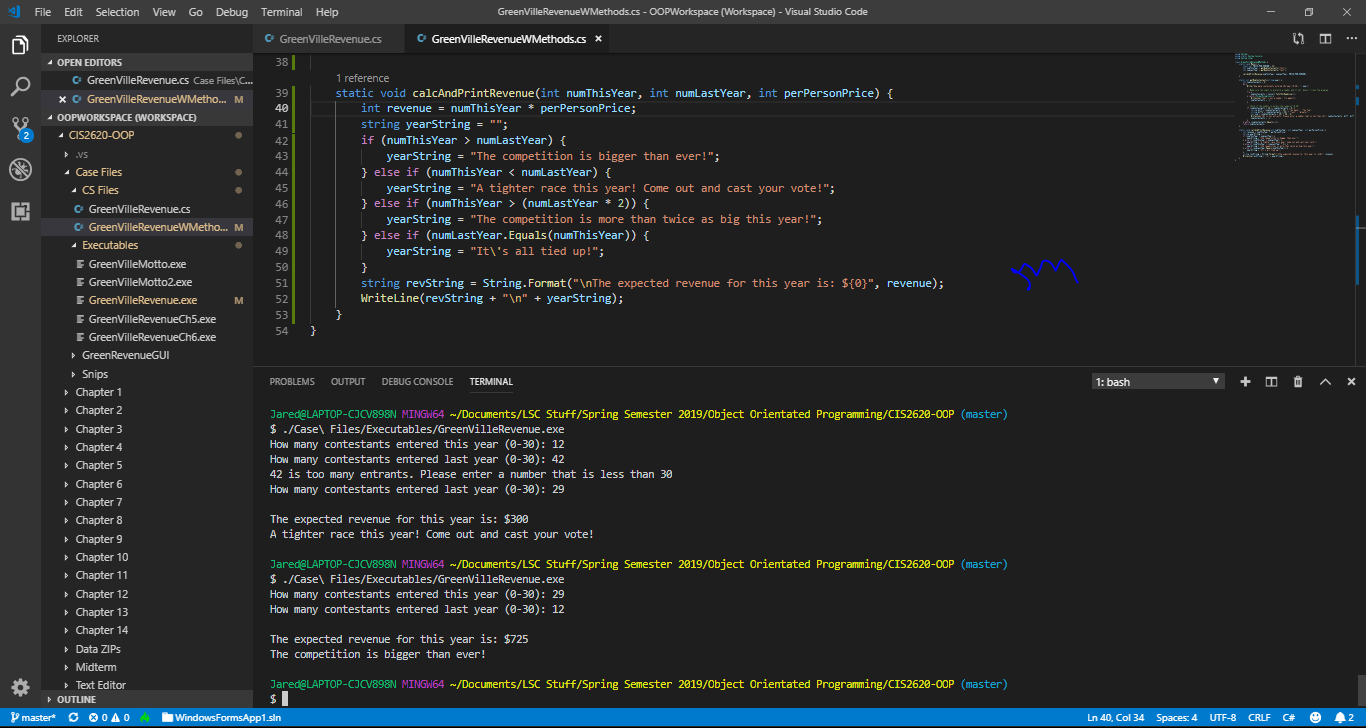 File Edit Selection View Go Debug Terminal Help
GreenVilleRevenueWMethods.cs - OOPWorkspace (Workspace) - Visual Studio Code
EXPLORER
OPEN EDITORS
GreenVilleRevenue.cs Case Files\C...
GreenVilleRevenueWMetho... M
OOPWORKSPACE (WORKSPACE)
CIS2620-OOP
.vs
Case Files
CS Files
GreenVilleRevenue.cs
GreenVilleRevenueWMetho... M
Executables
GreenVilleMotto.exe
GreenVilleMotto2.exe
GreenVilleRevenue.exe M
GreenVilleRevenueCh5.exe
GreenVilleRevenueCh6.exe
GreenRevenueGUI
Snips
Chapter 1
Chapter 2
Chapter 3
Chapter 4
Chapter 5
Chapter 6
Chapter 7
Chapter 8
Chapter 9
Chapter 10
Chapter 11
Chapter 12
Chapter 13
Chapter 14
Data ZIPs
Midterm
Text Editor
OUTLINE
2
GreenVilleRevenue.cs
GreenVilleRevenueWMethods.cs
38
1 reference
39 static void calcAndPrintRevenue(int numThisYear, int numLastYear, int perPersonPrice) {
40 int revenue = numThisYear * perPersonPrice;
41 string yearString = "";
42 if (numThisYear > numLastYear) {
43 yearString = "The competition is bigger than ever!";
44 } else if (numThisYear < numLastYear) {
45 yearString = "A tighter race this year! Come out and cast your vote!";
46 } else if (numThisYear > (numLastYear * 2)) {
47 yearString = "The competition is more than twice as big this year!";
48 } else if (numLastYear.Equals(numThisYear)) {
49 yearString = "It\'s all tied up!";
50 }
51 string revString = String.Format("\nThe expected revenue for this year is: ${0}", revenue);
52 WriteLine(revString + "\n" + yearString);
53 }
54 }
PROBLEMS OUTPUT DEBUG CONSOLE TERMINAL
1: bash
Jared@LAPTOP-CJCV898N MINGW64 ~/Documents/LSC Stuff/Spring Semester 2019/Object Orientated Programming/CIS2620-OOP (master)
$ ./Case\ Files/Executables/GreenVilleRevenue.exe
How many contestants entered this year (0-30): 12
How many contestants entered last year (0-30): 42
42 is too many entrants. Please enter a number that is less than 30
How many contestants entered last year (0-30): 29
The expected revenue for this year is: $300
A tighter race this year! Come out and cast your vote!
Jared@LAPTOP-CJCV898N MINGW64 ~/Documents/LSC Stuff/Spring Semester 2019/Object Orientated Programming/CIS2620-OOP (master)
$ ./Case\ Files/Executables/GreenVilleRevenue.exe
How many contestants entered this year (0-30): 29
How many contestants entered last year (0-30): 12
The expected revenue for this year is: $725
The competition is bigger than ever!
Jared@LAPTOP-CJCV898N MINGW64 ~/Documents/LSC Stuff/Spring Semester 2019/Object Orientated Programming/CIS2620-OOP (master)
$
master* 0 0 WindowsFormsApp1.sln
Ln 40, Col 34 Spaces: 4 UTF-8 CRLF C# 2